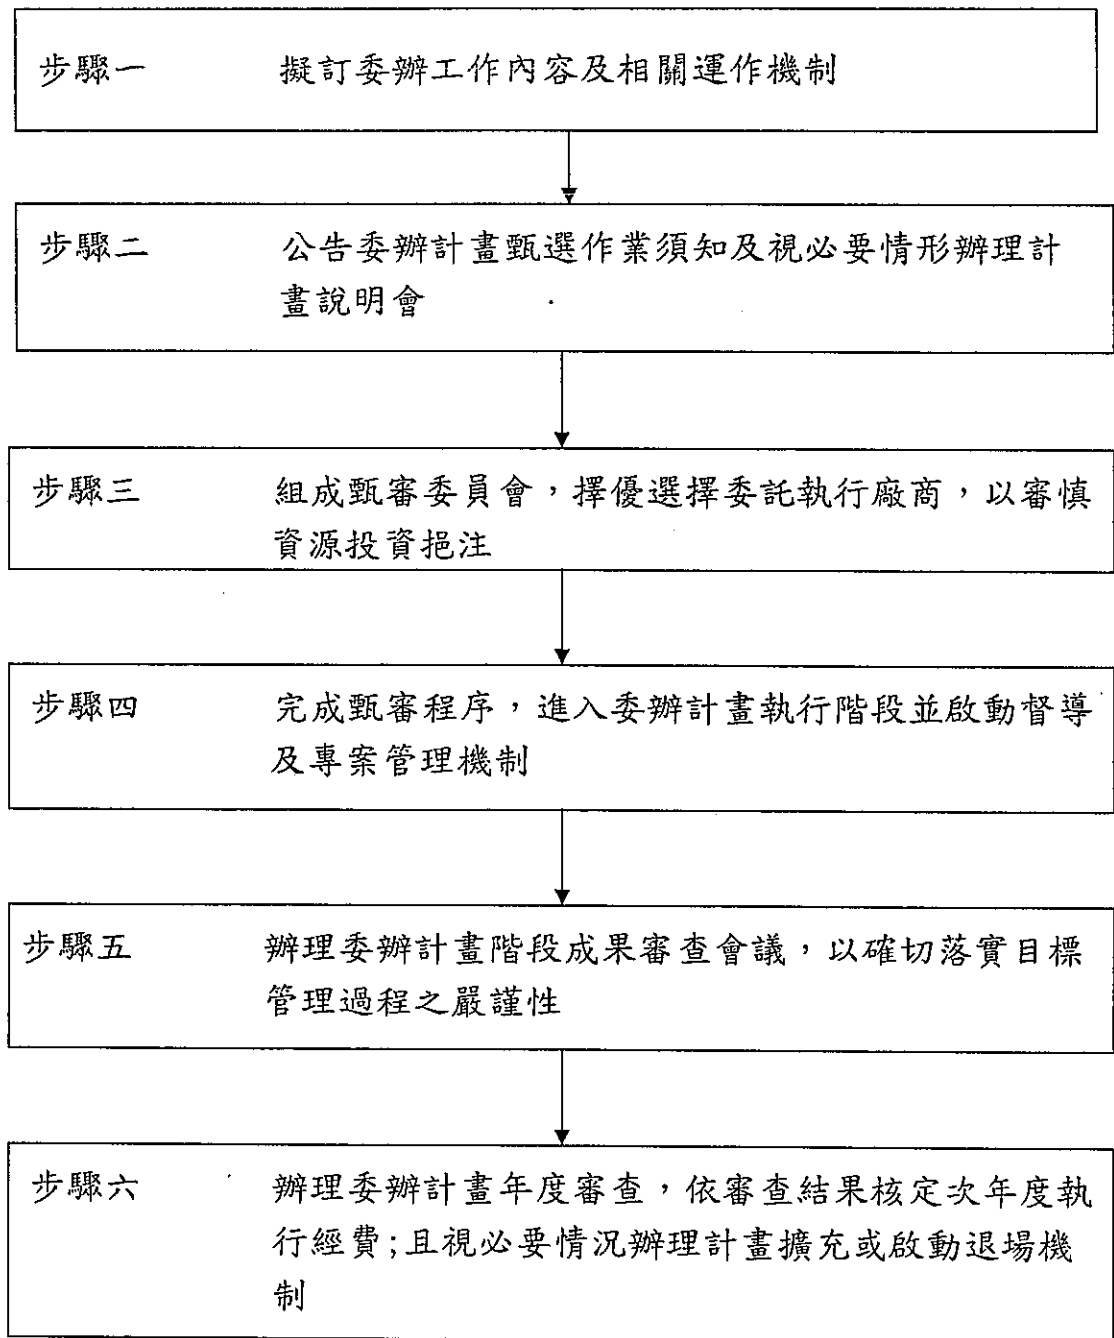 步驟一 擬訂委辦工作內容及相關運作機制
步驟二 公告委辦計畫甄選作業須知及視必要情形辦理計
畫說明會
步驟三 組成甄審委員會，擇優選擇委託執行廠商，以審慎
資源投資挹注
步驟四 完成甄審程序，進入委辦計畫執行階段並啟動督導
及專案管理機制
步驟五 辦理委辦計畫階段成果審查會議，以確切落實目標
管理過程之嚴謹性
步驟六 辦理委辦計畫年度審查，依審查結果核定次年度執
行經費;且視必要情況辦理計畫擴充或啟動退場機
制